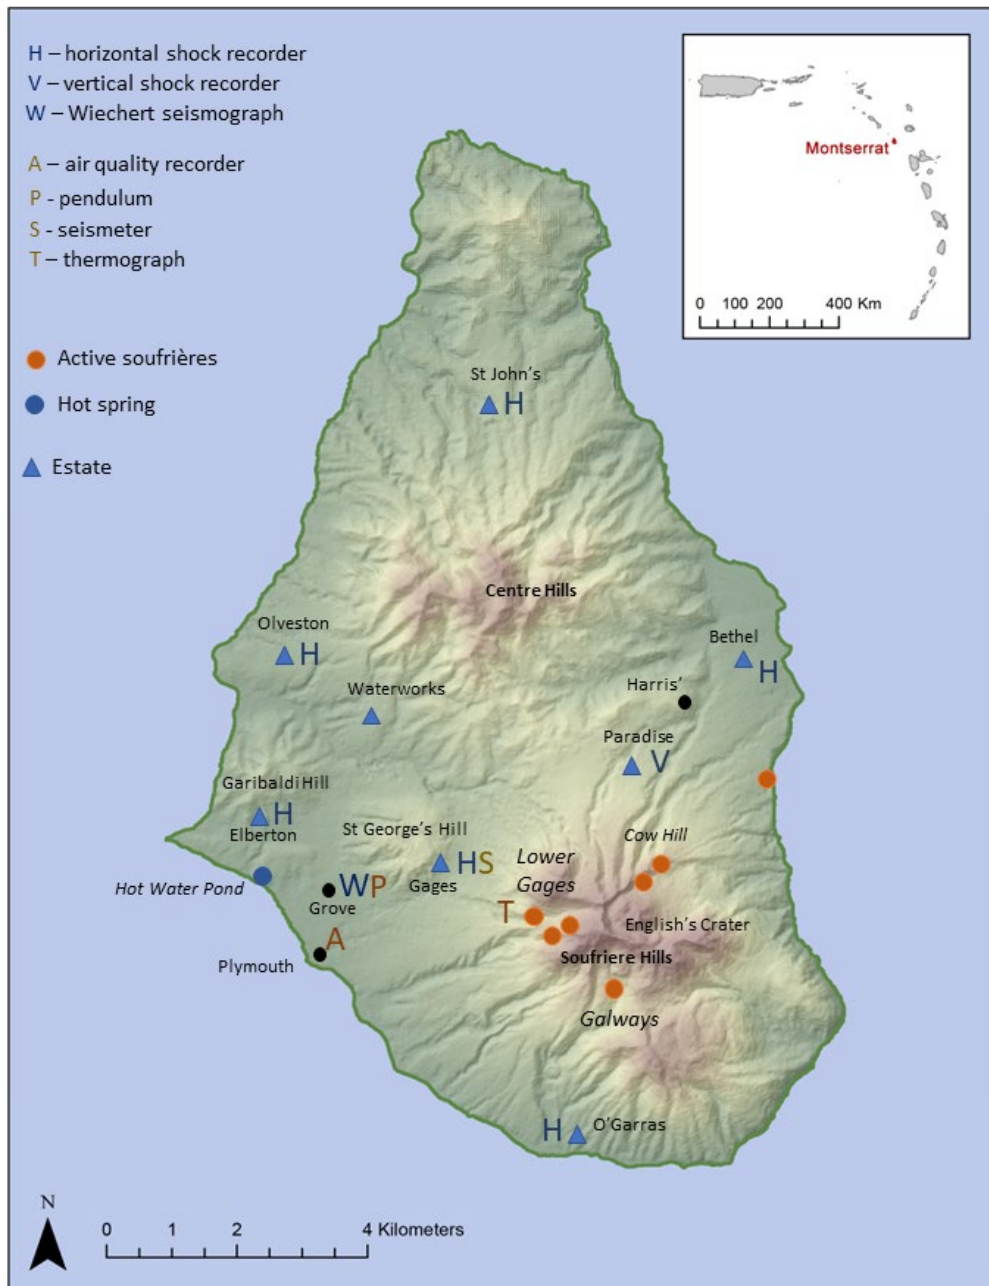 H – horizontal shock recorder
V – vertical shock recorder
W – Wiechert seismograph
A – air quality recorder
P - pendulum
S - seismeter
T – thermograph
Active soufrières
Hot spring
Estate
Montserrat
0 100 200 400 Km
St John's
H
Centre Hills
Olveston
H
Bethel
H
Waterworks
Harris'
Paradise
V
Garibaldi Hill
H
Elberton
St George's Hill
HS
Gages
Cow Hill
Lower
Gages
Hot Water Pond
WP
Grove
T
English's Crater
A
Plymouth
Soufriere Hills
Galways
H
O'Garras
N
0 1 2 4 Kilometers